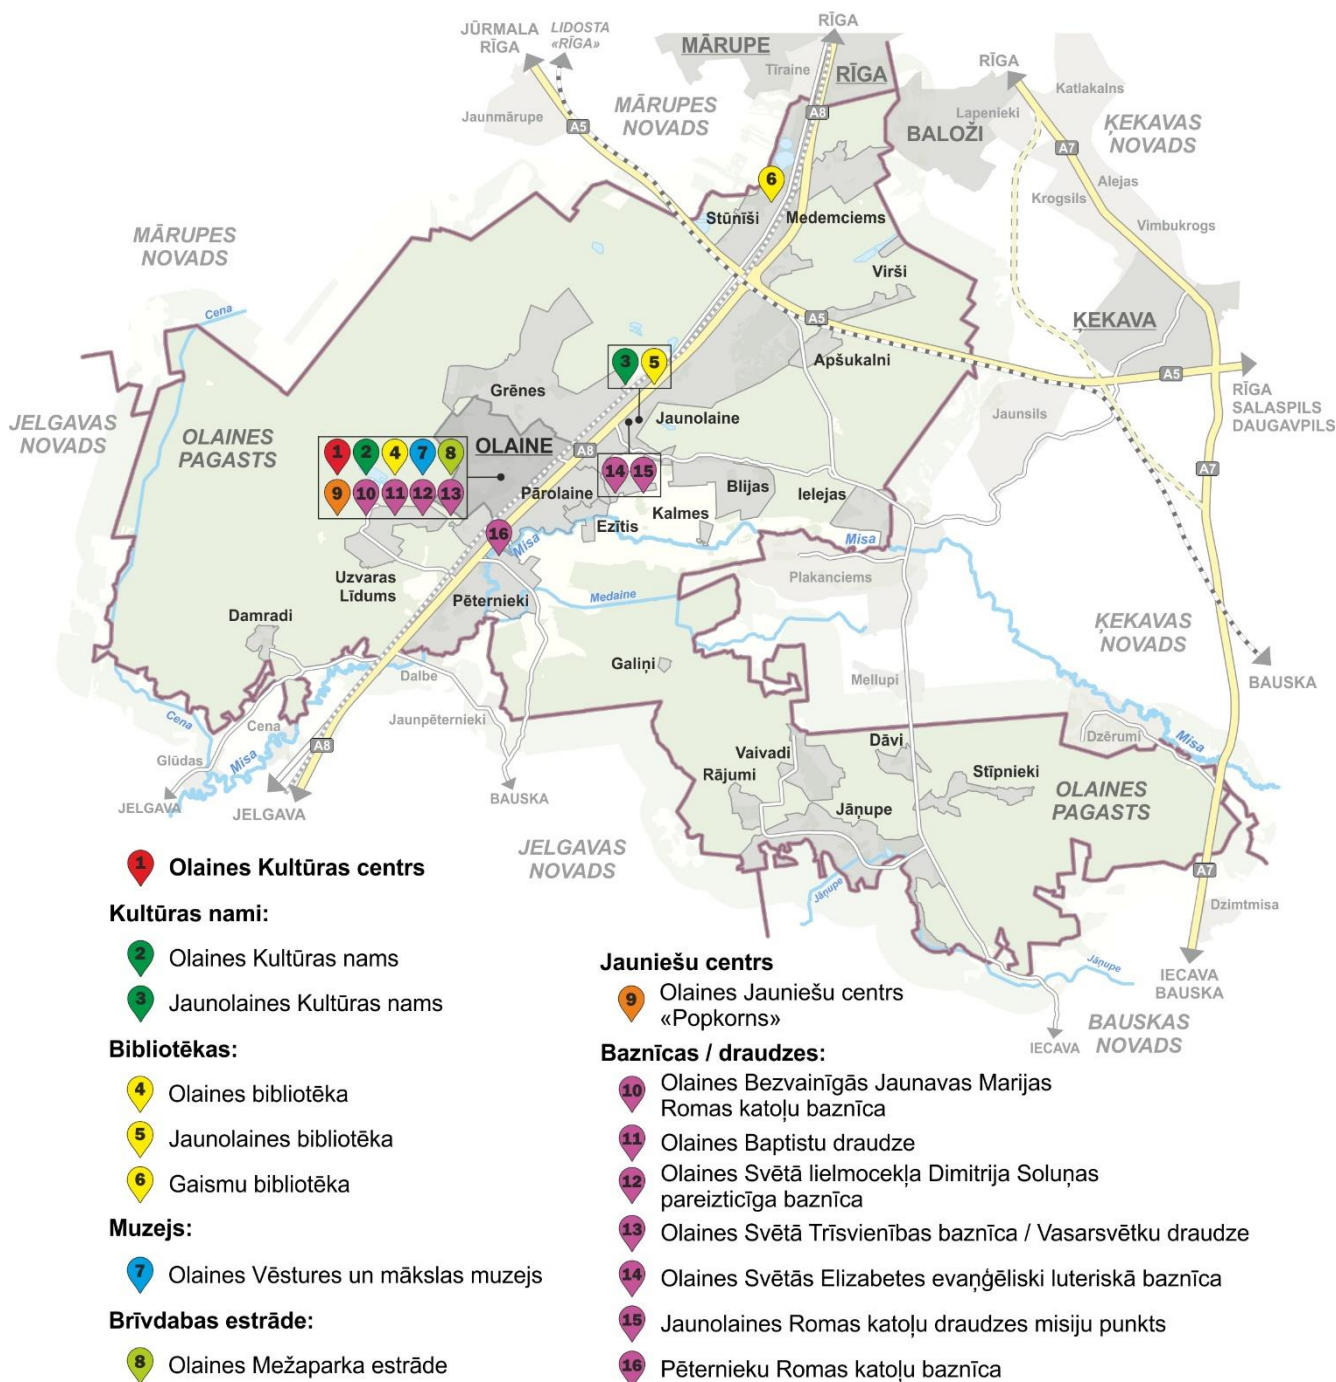 RĪGA
JŪRMALA
RĪGA
LIDOSTA
«RĪGA»
MĀRUPE
Tīraine
RĪGA
RĪGA
Katlakalns
MĀRUPES
NOVADS
Jaunmārupe
A5
A8
Lapenieki
BALOŽI
ĶEKAVAS
NOVADS
A7
Alejas
Krogsils
Vimbukrogs
6
Stūnīši
Medemciems
MĀRUPES
NOVADS
Virši
Cena
A5
ĶEKAVA
Apšukalni
3
5
A5
RĪGA
SALASPILS
DAUGAVPILS
Grēnes
Jaunolaine
Jaunsils
JELGAVAS
NOVADS
OLAINES
PAGASTS
1
2
4
7
8
OLAINE
A8
9
10
11
12
13
Pārolaine
14
15
Blijas
Ielejas
A7
Kalmes
Ezītis
16
Misa
Misa
Uzvaras
Līdums
Plakanciems
Pēternieki
Medaine
Damradi
ĶEKAVAS
NOVADS
Galiņi
Dalbe
Mellupi
BAUSKA
Cena
Cena
Jaunpēternieki
Misa
A8
Glūdas
Vaivadi
Dāvi
Dzērumi
Misa
Rājumi
Stīpnieki
JELGAVA
JELGAVA
BAUSKA
Jāņupe
OLAINES
PAGASTS
JELGAVAS
NOVADS
Jāņupe
A7
Dzimtmisa
Jāņupe
IECAVA
BAUSKA
BAUSKAS
NOVADS
IECAVA
1 Olaines Kultūras centrs
Kultūras nami:
2 Olaines Kultūras nams
3 Jaunolaines Kultūras nams
Bibliotēkas:
4 Olaines bibliotēka
5 Jaunolaines bibliotēka
6 Gaismu bibliotēka
Muzejs:
7 Olaines Vēstures un mākslas muzejs
Brīvdabas estrāde:
8 Olaines Mežaparka estrāde
Jauniešu centrs
9 Olaines Jauniešu centrs
«Popkorns»
Baznīcas / draudzes:
10 Olaines Bezvainīgās Jaunavas Marijas
Romas katoļu baznīca
11 Olaines Baptistu draudze
12 Olaines Svētā lielmocekļa Dimitrija Soluņas
pareizticīga baznīca
13 Olaines Svētā Trīsvienības baznīca / Vasarsvētku draudze
14 Olaines Svētās Elizabetes evaņģēliski luteriskā baznīca
15 Jaunolaines Romas katoļu draudzes misiju punkts
16 Pēternieku Romas katoļu baznīca